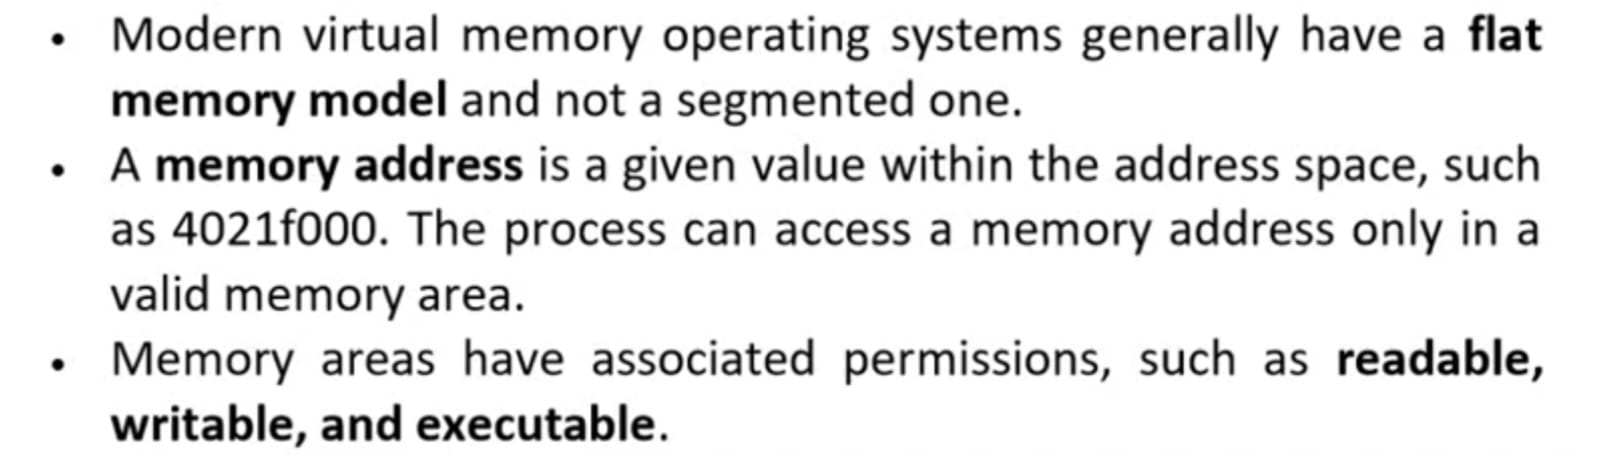 • Modern virtual memory operating systems generally have a flat
memory model and not a segmented one.
• A memory address is a given value within the address space, such
as 4021f000. The process can access a memory address only in a
valid memory area.
• Memory areas have associated permissions, such as readable,
writable, and executable.